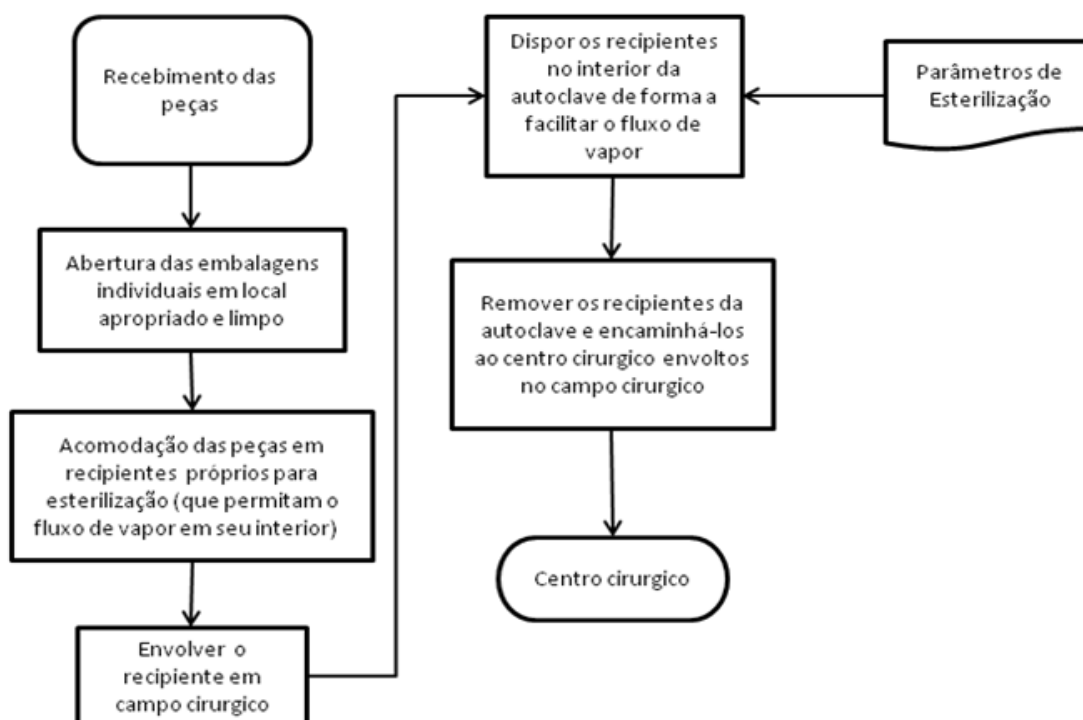 Recebimento das
peças
Abertura das embalagens
individuais em local
apropriado e limpo
Acomodação das peças em
recipientes próprios para
esterilização (que permitam o
fluxo de vapor em seu interior)
Envolver o
recipiente em
campo cirurgico
Dispor os recipientes
no interior da
autoclave de forma a
facilitar o fluxo de
vapor
Parâmetros de
Esterilização
Remover os recipientes da
autoclave e encaminhá-los
ao centro cirurgico envoltos
no campo cirurgico
Centro cirurgico